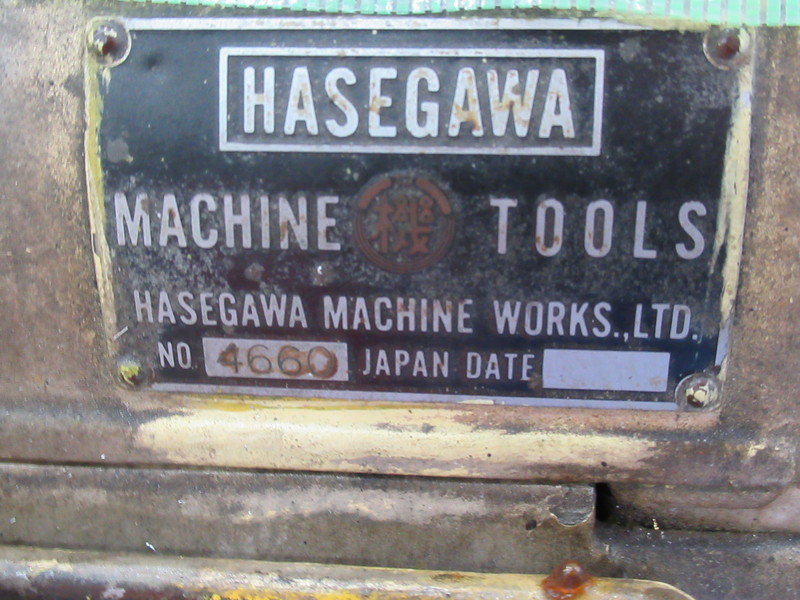 HASEGAWA
MACHINE 機 TOOLS
HASEGAWA MACHINE WORKS.,LTD.
NO 4660 JAPAN DATE